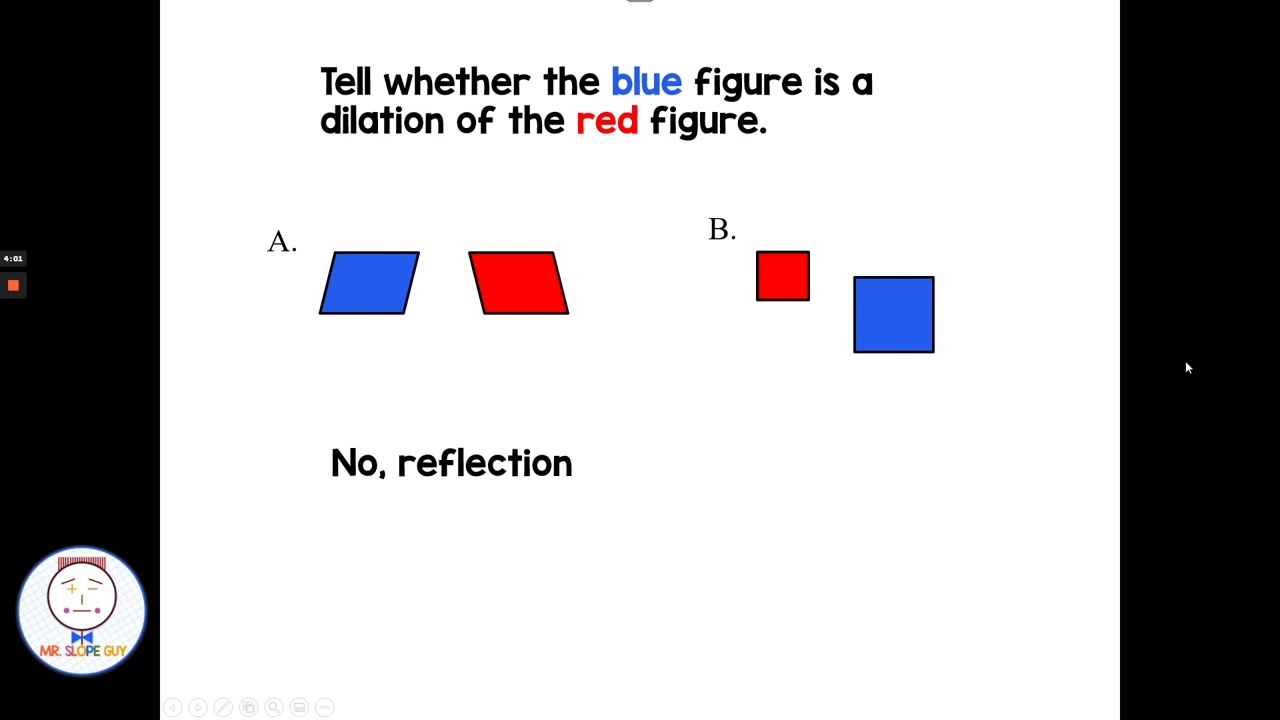 Tell whether the blue figure is a
dilation of the red figure.
A.
B.
4:01
No, reflection
MR. SLOPE GUY